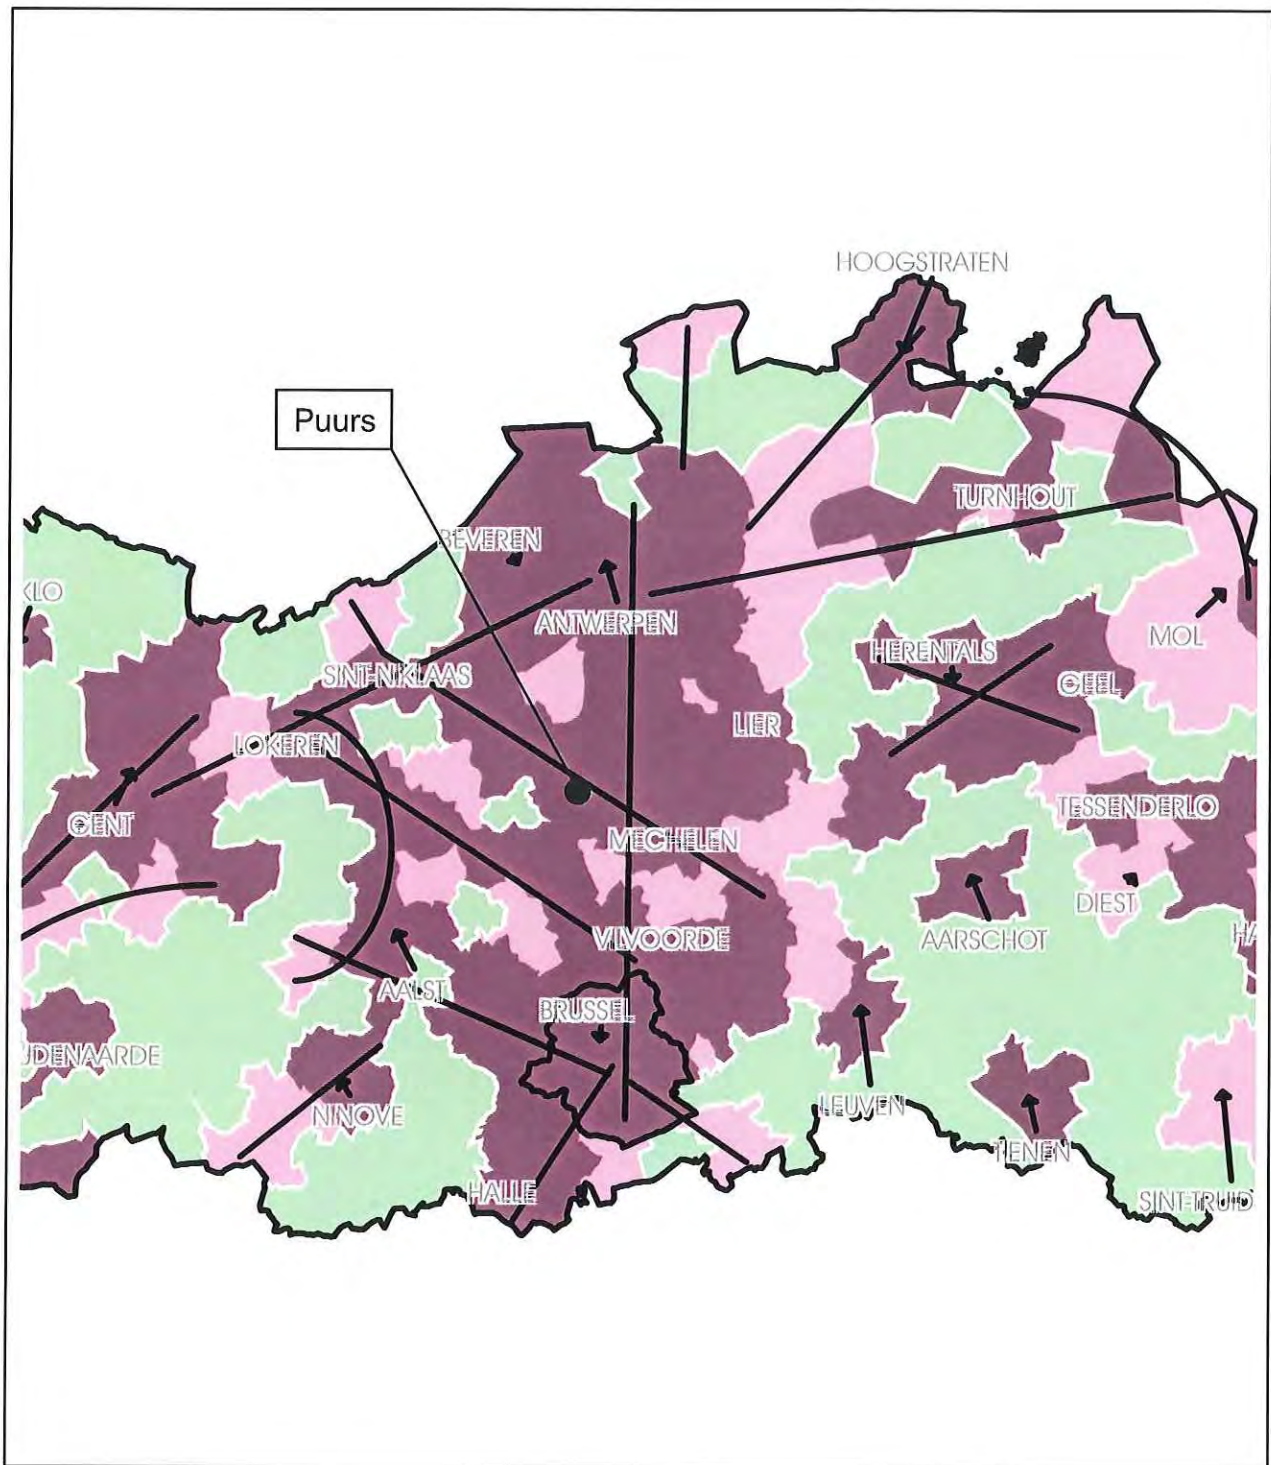 HOOGSTRATEN
Puurs
TURNHOUT
BEVEREN
KLO
ANTWERPEN
MOL
HERENTALS
SINT-NIKLAAS
GEEL
LIER
LOKEREN
TESSENDERLO
GENT
MECHELEN
DIEST
AARSCHOT
HA
VILVOORDE
AALST
BRUSSEL
UDENAARDE
NINOVE
LEUVEN
TIENEN
HALLE
SINT-TRUID